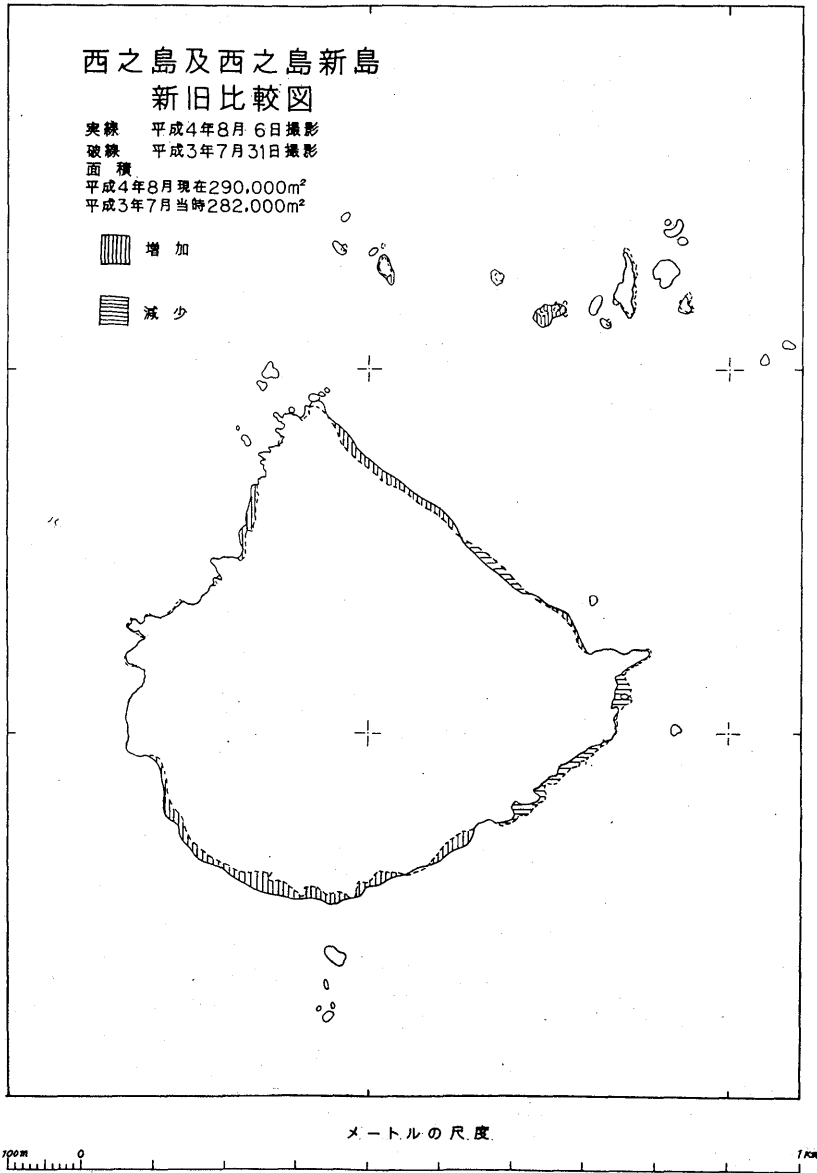 西之島及西之島新島
新旧比較図
実線 平成4年8月6日撮影
破線 平成3年7月31日撮影
面積
平成4年8月現在290,000m²
平成3年7月当時282,000m²
増加
減少
メートルの尺度
100m 0 1Km